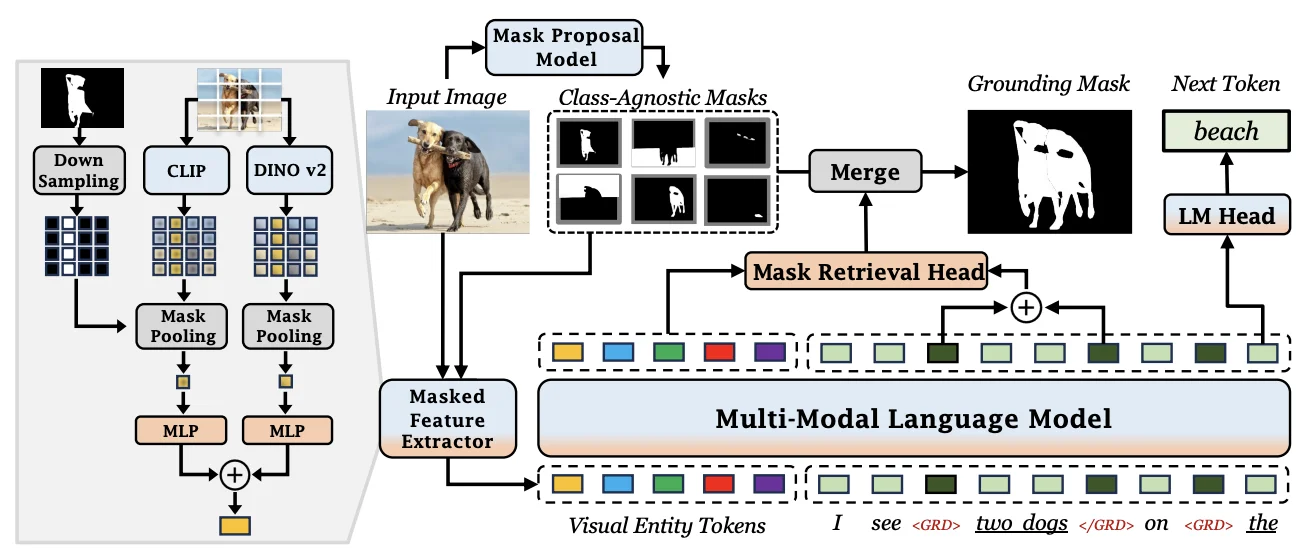 Mask Proposal
Model
Input Image
Class-Agnostic Masks
Grounding Mask
Next Token
beach
Down
Sampling
CLIP
DINO v2
Merge
LM Head
Mask Retrieval Head
+
Mask
Pooling
Mask
Pooling
MLP
MLP
+
Masked
Feature
Extractor
Multi-Modal Language Model
Visual Entity Tokens
I see <GRD> two dogs </GRD> on <GRD> the